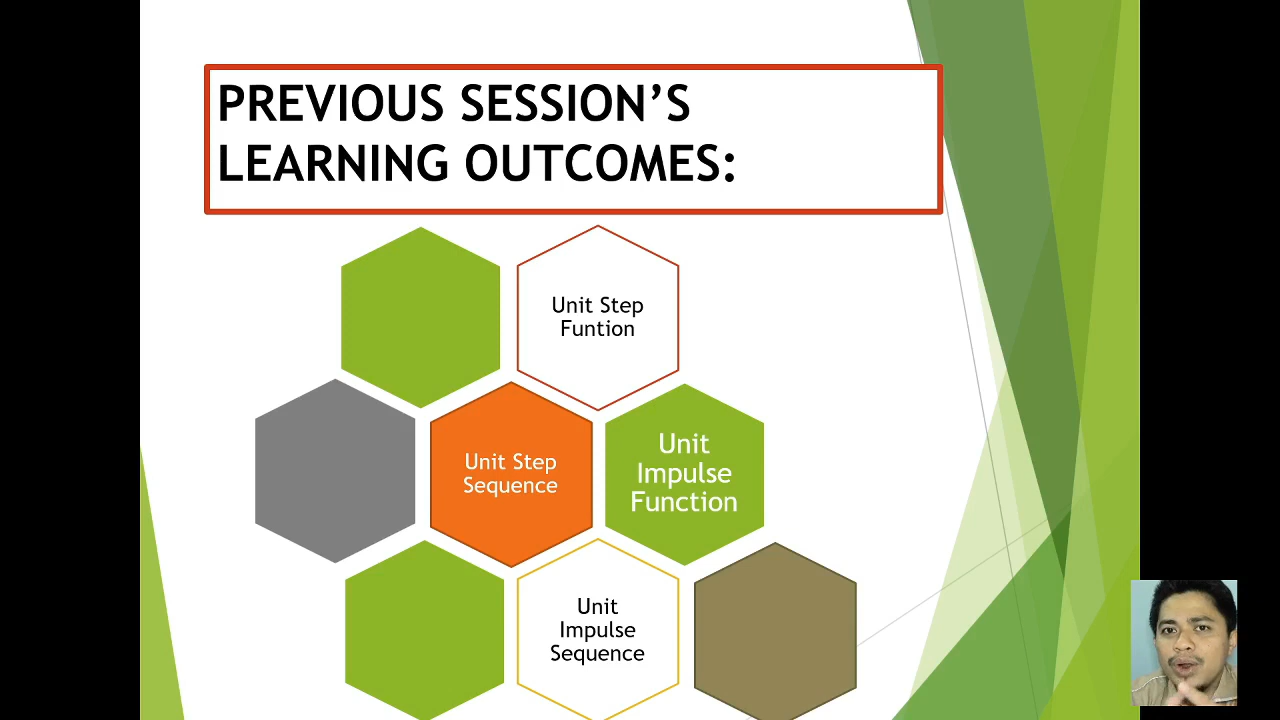 PREVIOUS SESSION’S
LEARNING OUTCOMES:
Unit Step
Funtion
Unit Step
Sequence
Unit
Impulse
Function
Unit
Impulse
Sequence